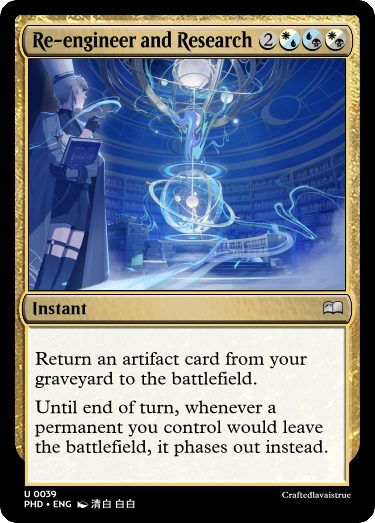 Re-engineer and Research 2
Instant
Return an artifact card from your
graveyard to the battlefield.
Until end of turn, whenever a
permanent you control would leave
the battlefield, it phases out instead.
U 0039
PHD • ENG 清白 白白
Craftedlavaistrue